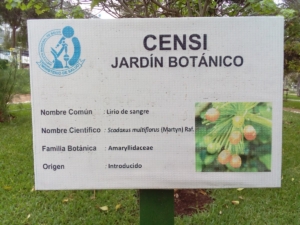 CENSI
JARDÍN BOTÁNICO
Nombre Común : Lirio de sangre
Nombre Científico : Scadoxus multiflorus (Martyn) Raf.
Familia Botánica : Amaryllidaceae
Origen : Introducido